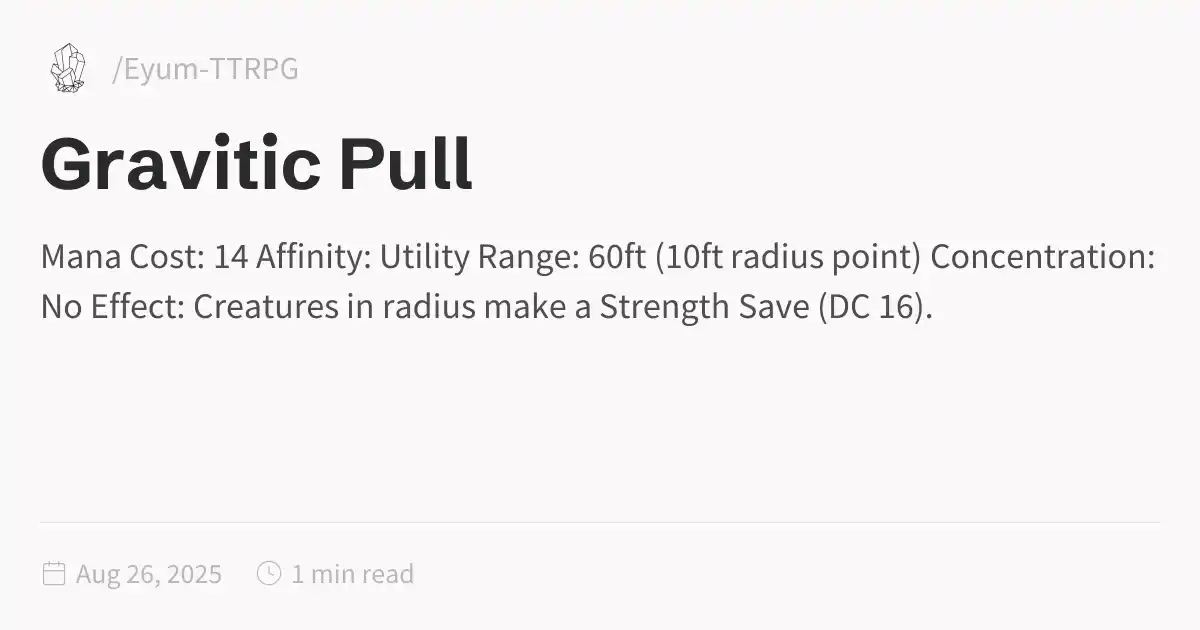 /Eyum-TTRPG
Gravitic Pull
Mana Cost: 14 Affinity: Utility Range: 60ft (10ft radius point) Concentration:
No Effect: Creatures in radius make a Strength Save (DC 16).
Aug 26, 2025 1 min read